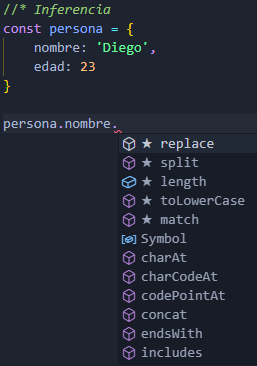 //* Inferencia
const persona = {
    nombre: 'Diego',
    edad: 23
}
persona.nombre.
★ replace
★ split
★ length
★ toLowerCase
★ match
Symbol
charAt
charCodeAt
codePointAt
concat
endsWith
includes